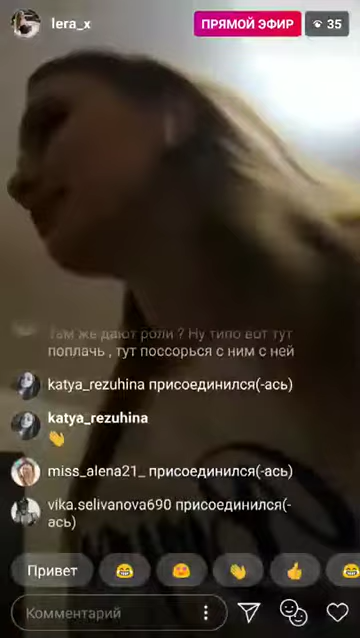 lera_x
ПРЯМОЙ ЭФИР
35
Там же дают роли ? Ну типо вот тут
поплачь , тут поссорься с ним с ней
katya_rezuhina присоединился(-ась)
katya_rezuhina
👋
miss_alena21_ присоединился(-ась)
vika.selivanova690 присоединился(-
ась)
Привет 😂 😍 👋 👍 😂
Комментарий